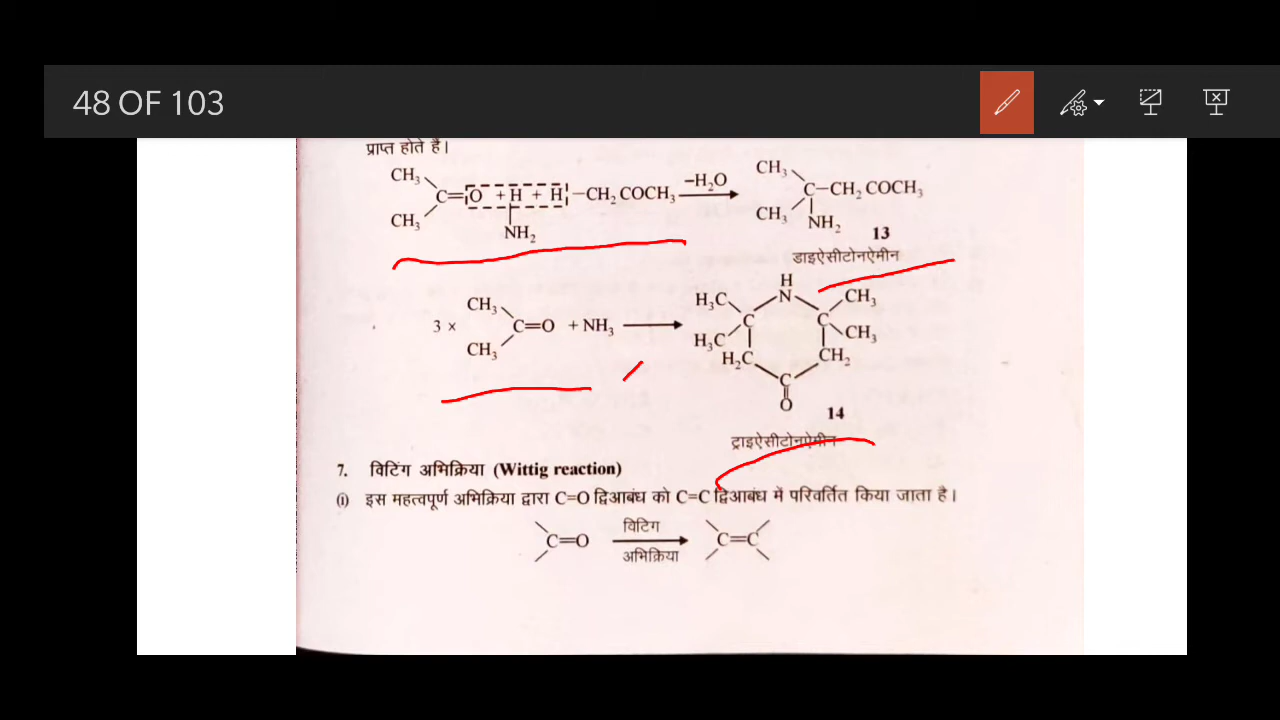 48 OF 103
प्राप्त होते हैं।
CH₃ CH₃ C=O + H + H –CH₂COCH₃ –H₂O CH₃ CH₃ C–CH₂COCH₃
NH₂ NH₂ 13
डाइऐसीटोनऐमीन
3 × CH₃ CH₃ C=O + NH₃ H N H₃C H₃C C C CH₃ CH₃ H₂C CH₂ C O
14
ट्राइऐसीटोनऐमीन
7. विटिंग अभिक्रिया (Wittig reaction)
(i) इस महत्वपूर्ण अभिक्रिया द्वारा C=O द्विआबंध को C=C द्विआबंध में परिवर्तित किया जाता है।
C=O विटिंग अभिक्रिया C=C